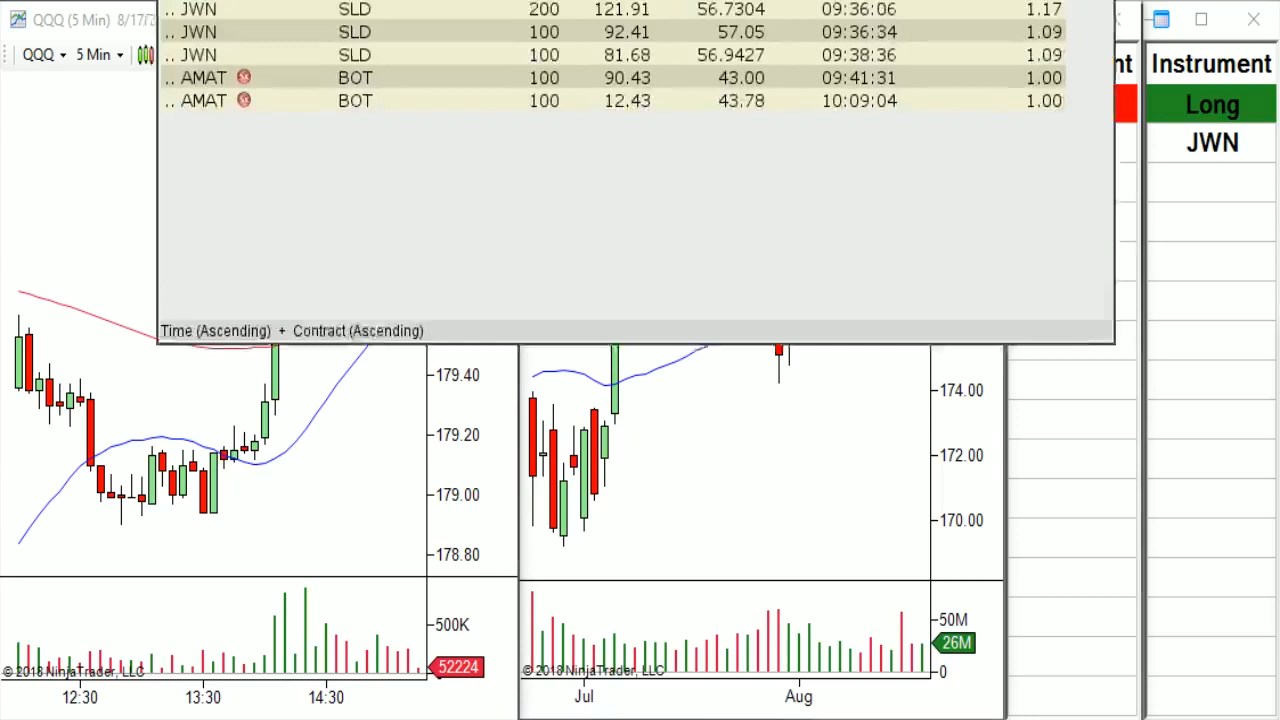 QQQ (5 Min) 8/17/2
QQQ 5 Min
.. JWN SLD 200 121.91 56.7304 09:36:06 1.17
.. JWN SLD 100 92.41 57.05 09:36:34 1.09
.. JWN SLD 100 81.68 56.9427 09:38:36 1.09
.. AMAT BOT 100 90.43 43.00 09:41:31 1.00
.. AMAT BOT 100 12.43 43.78 10:09:04 1.00
Time (Ascending) + Contract (Ascending)
nt
Instrument
Long
JWN
179.40
179.20
179.00
178.80
500K
52224
© 2018 NinjaTrader, LLC
12:30 13:30 14:30
174.00
172.00
170.00
50M
26M
0
© 2018 NinjaTrader, LLC
Jul Aug